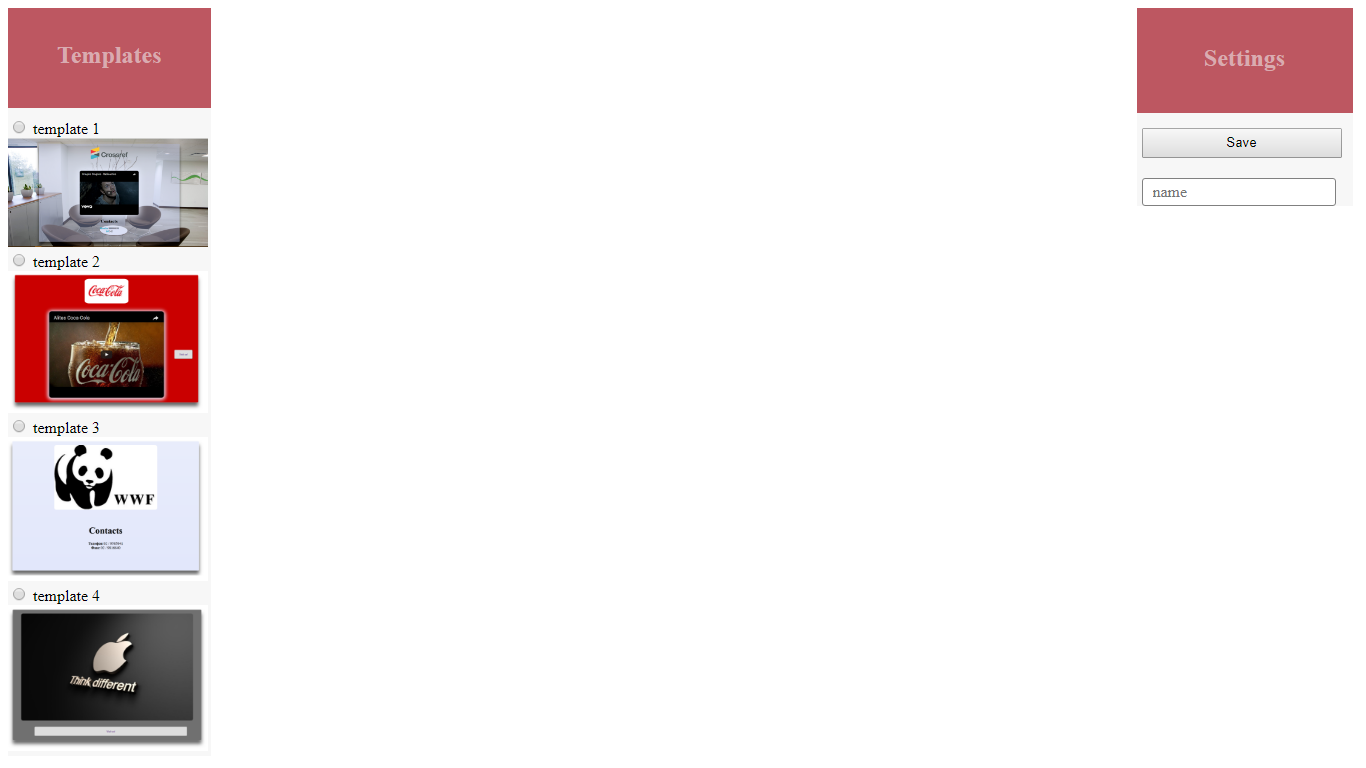 Templates
template 1
Crossref
vevo
Contacts
template 2
Coca-Cola
Coca-Cola
template 3
WWF
Contacts
template 4
Think different
Settings
Save
name